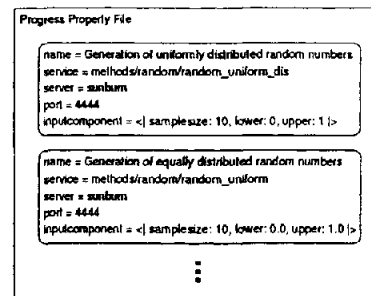 Progress Property File
name = Generation of uniformly distributed random numbers
service = methods/random/random_uniform_dis
server = sunburn
port = 4444
inputcomponent = <| samplesize: 10, lower: 0, upper: 1 |>
name = Generation of equally distributed random numbers
service = methods/random/random_uniform
server = sunburn
port = 4444
inputcomponent = <| samplesize: 10, lower: 0.0, upper: 1.0 |>